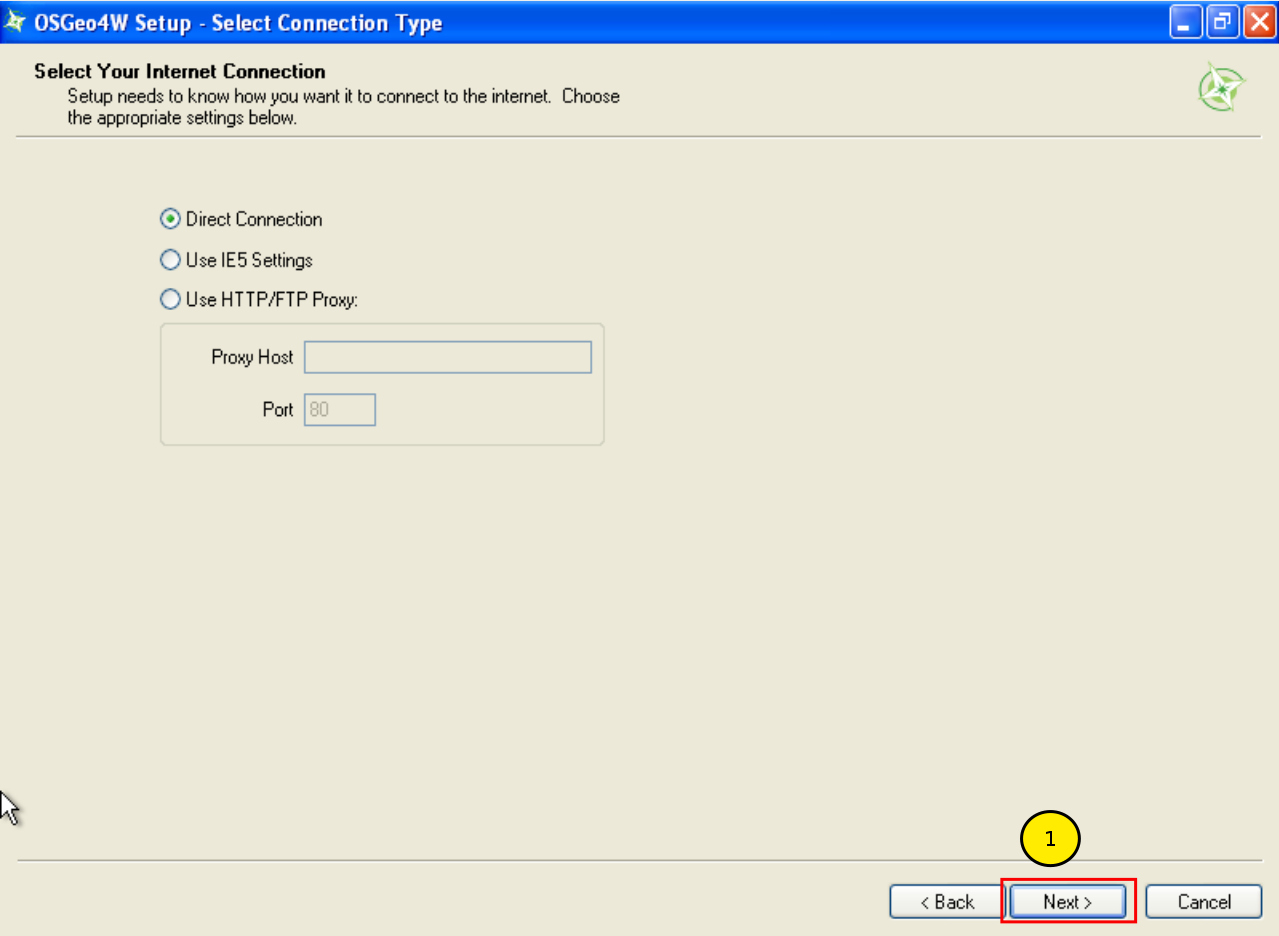 OSGeo4W Setup - Select Connection Type
Select Your Internet Connection
Setup needs to know how you want it to connect to the internet. Choose
the appropriate settings below.
Direct Connection
Use IE5 Settings
Use HTTP/FTP Proxy:
Proxy Host
Port 80
1
< Back Next > Cancel